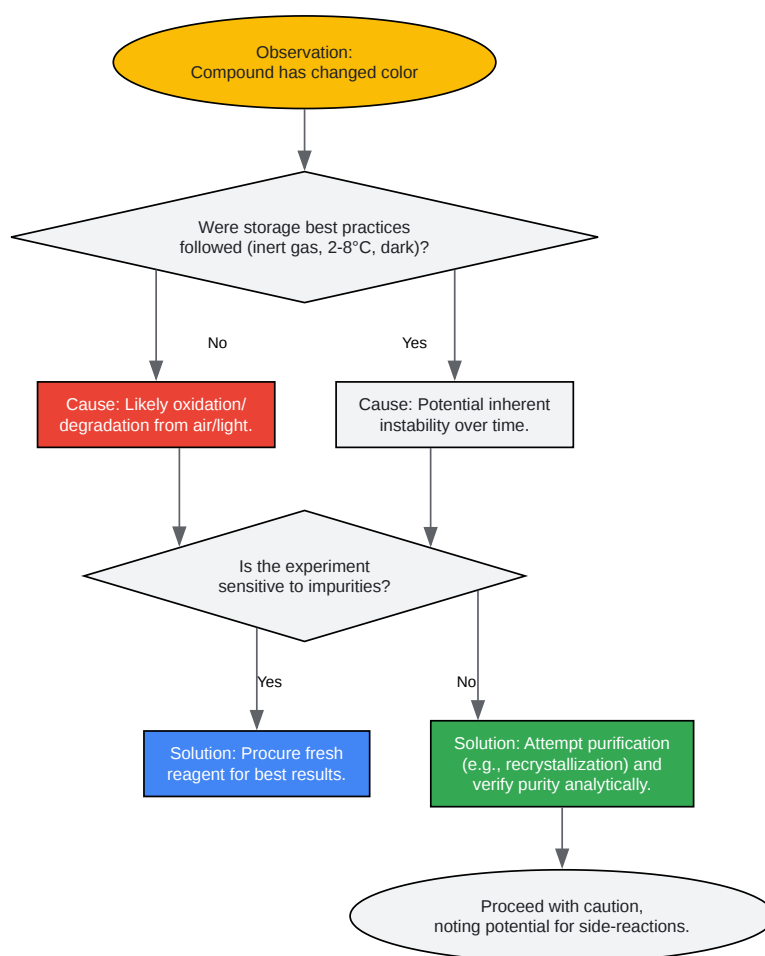 Observation:
Compound has changed color
Were storage best practices
followed (inert gas, 2-8°C, dark)?
No
Yes
Cause: Likely oxidation/
degradation from air/light.
Cause: Potential inherent
instability over time.
Is the experiment
sensitive to impurities?
Yes
No
Solution: Procure fresh
reagent for best results.
Solution: Attempt purification
(e.g., recrystallization) and
verify purity analytically.
Proceed with caution,
noting potential for side-reactions.